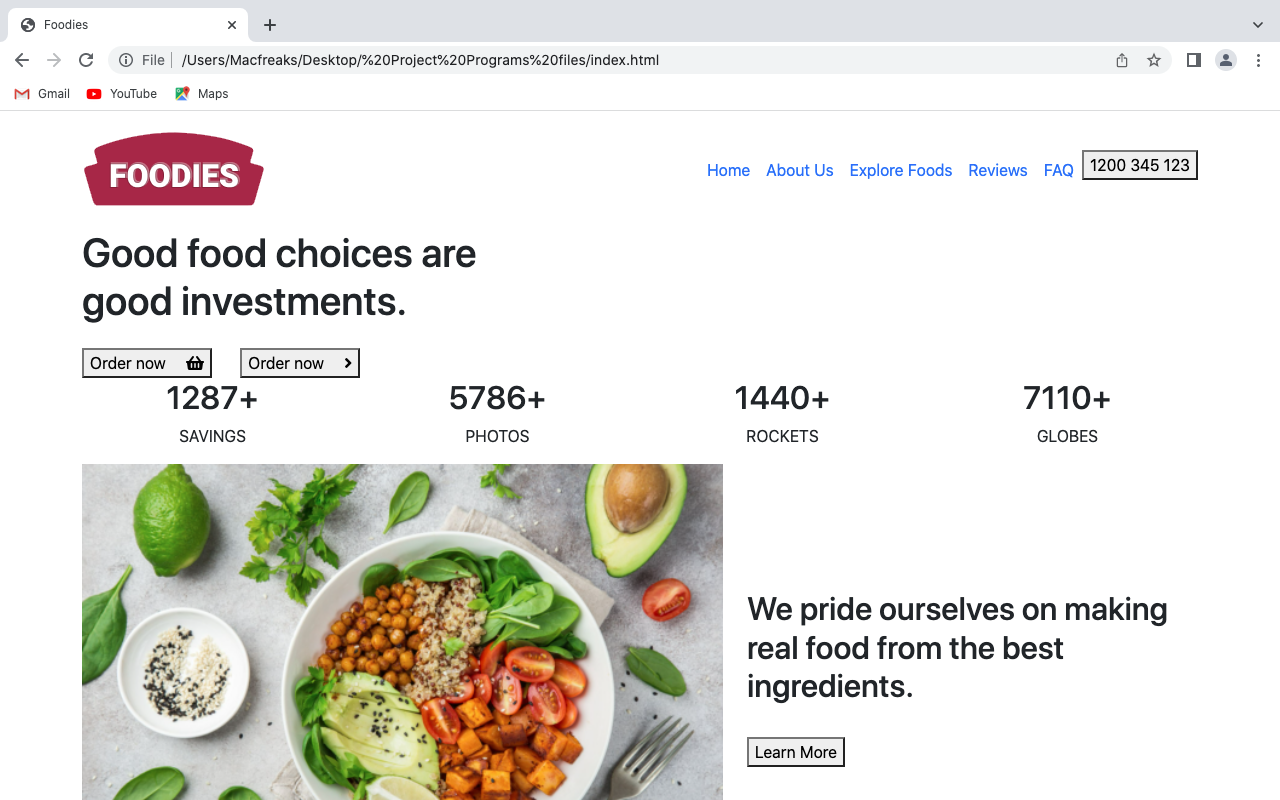 Foodies
File
/Users/Macfreaks/Desktop/%20Project%20Programs%20files/index.html
Gmail YouTube Maps
FOODIES
Home About Us Explore Foods Reviews FAQ 1200 345 123
Good food choices are
good investments.
Order now Order now
1287+ 5786+ 1440+ 7110+
SAVINGS PHOTOS ROCKETS GLOBES
We pride ourselves on making
real food from the best
ingredients.
Learn More